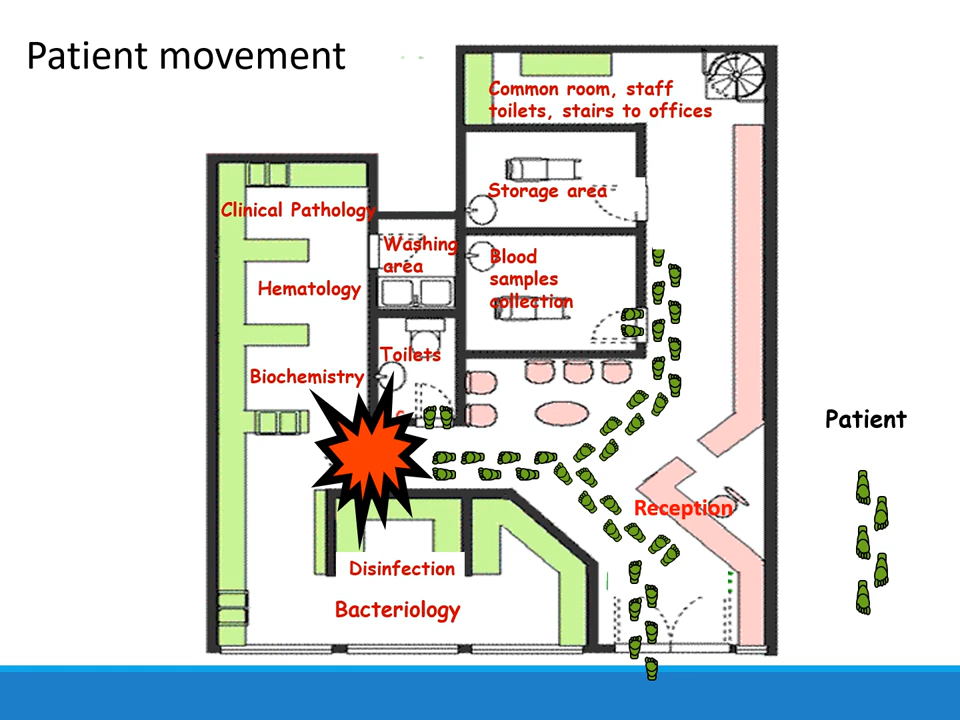 Patient movement
Common room, staff
toilets, stairs to offices
Storage area
Clinical Pathology
Washing
area
Blood
samples
collection
Hematology
Toilets
Biochemistry
Patient
Reception
Disinfection
Bacteriology